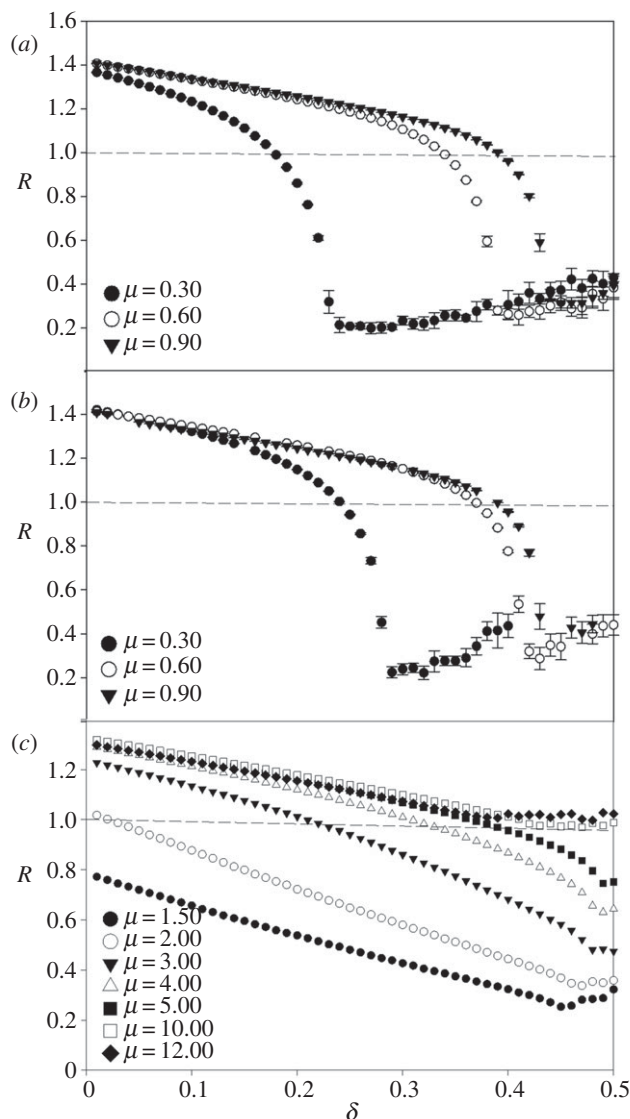 (a)
1.6
1.4
1.2
1.0
R
0.8
0.6
0.4
0.2
μ = 0.30
μ = 0.60
μ = 0.90
(b)
1.4
1.2
1.0
R
0.8
0.6
0.4
0.2
μ = 0.30
μ = 0.60
μ = 0.90
(c)
1.2
1.0
R
0.8
0.6
0.4
0.2
0
μ = 1.50
μ = 2.00
μ = 3.00
μ = 4.00
μ = 5.00
μ = 10.00
μ = 12.00
0 0.1 0.2 0.3 0.4 0.5
δ